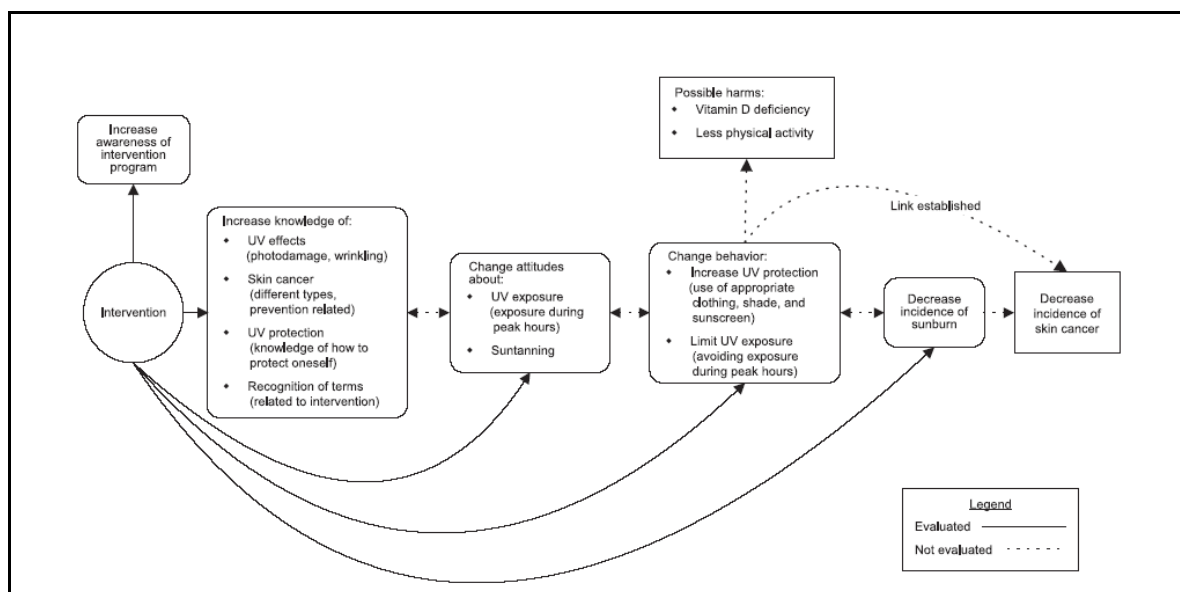 Increase
awareness of
intervention
program
Intervention
Increase knowledge of:
♦ UV effects
(photodamage, wrinkling)
♦ Skin cancer
(different types,
prevention related)
♦ UV protection
(knowledge of how to
protect oneself)
♦ Recognition of terms
(related to intervention)
Change attitudes
about:
♦ UV exposure
(exposure during
peak hours)
♦ Suntanning
Possible harms:
♦ Vitamin D deficiency
♦ Less physical activity
Change behavior:
♦ Increase UV protection
(use of appropriate
clothing, shade, and
sunscreen)
♦ Limit UV exposure
(avoiding exposure
during peak hours)
Link established
Decrease
incidence of
sunburn
Decrease
incidence of
skin cancer
Legend
Evaluated
Not evaluated